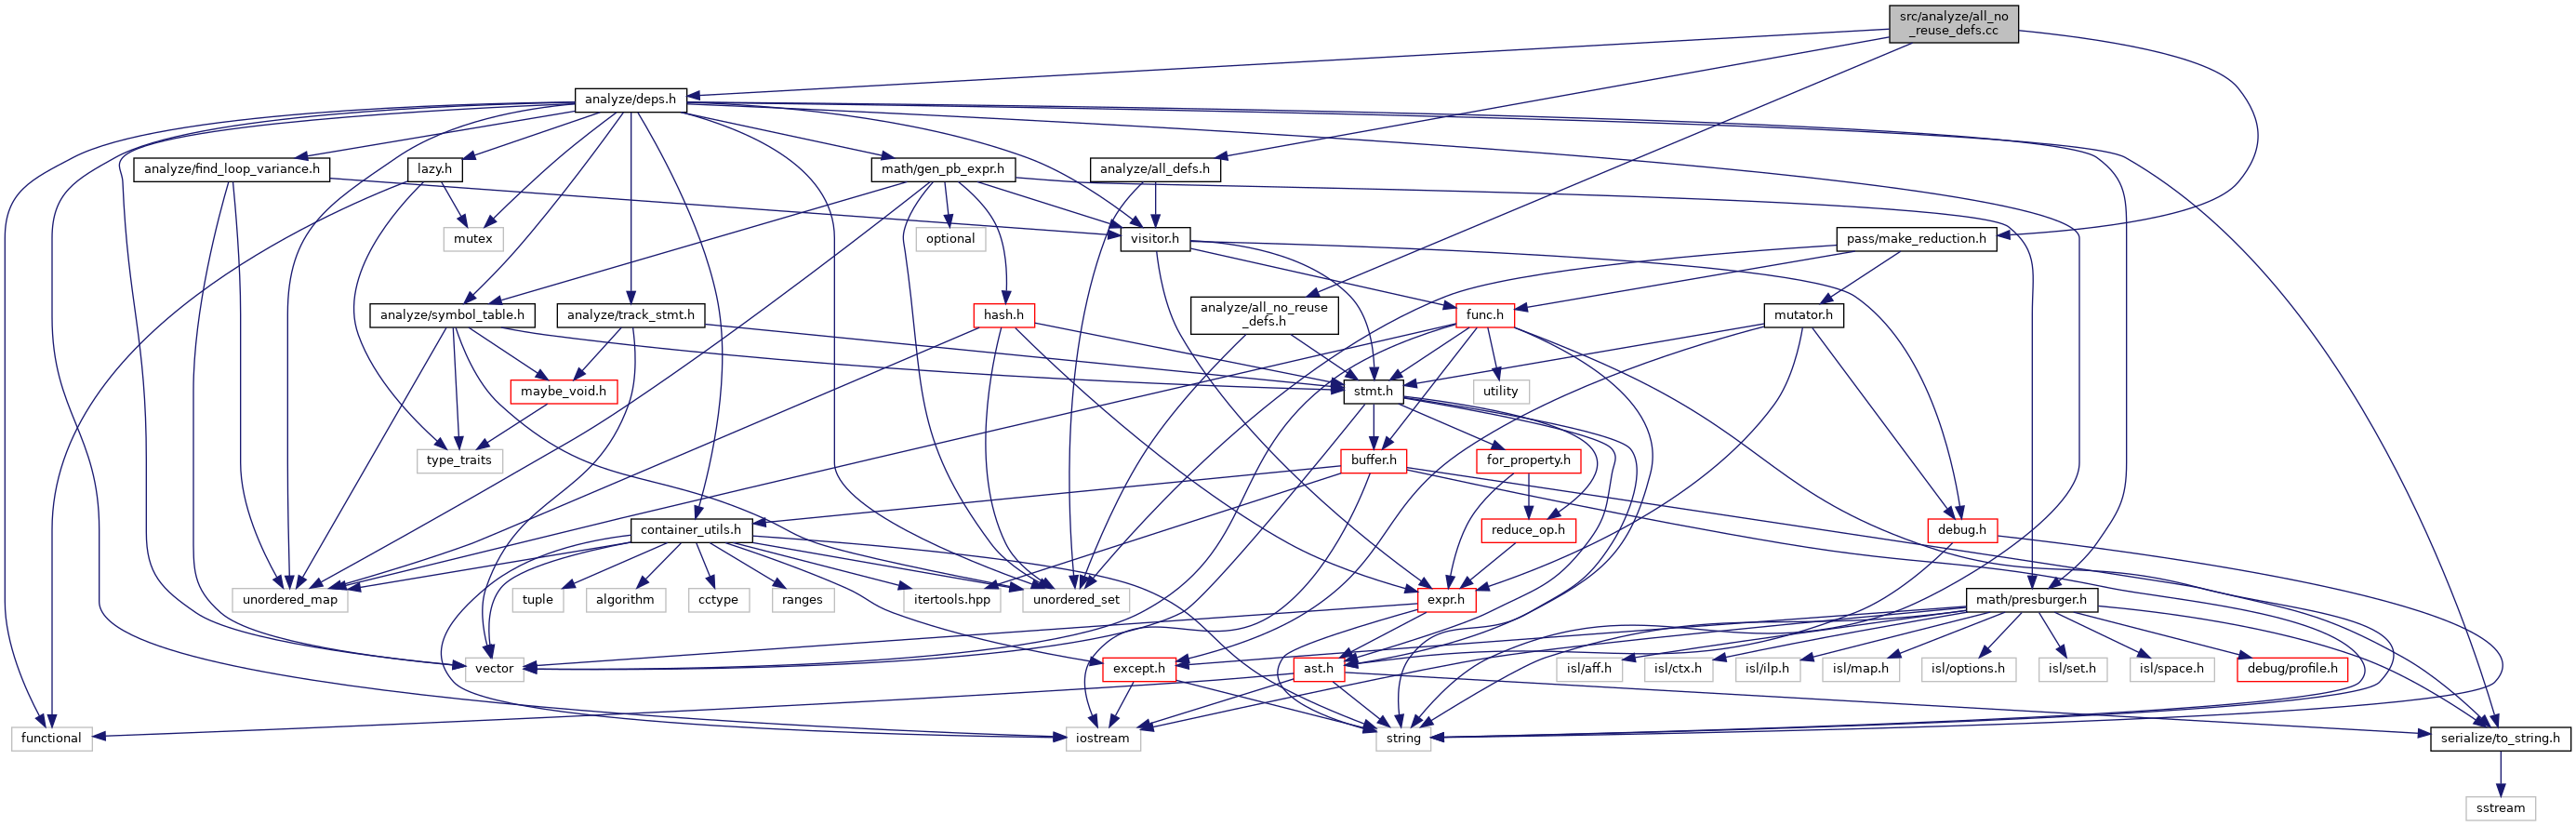 src/analyze/all_no
_reuse_defs.cc
analyze/deps.h
analyze/find_loop_variance.h
lazy.h
math/gen_pb_expr.h
analyze/all_defs.h
mutex
optional
visitor.h
pass/make_reduction.h
analyze/symbol_table.h
analyze/track_stmt.h
hash.h
analyze/all_no_reuse
_defs.h
func.h
mutator.h
maybe_void.h
stmt.h
utility
type_traits
buffer.h
for_property.h
container_utils.h
reduce_op.h
debug.h
unordered_map
tuple
algorithm
cctype
ranges
itertools.hpp
unordered_set
expr.h
math/presburger.h
vector
except.h
ast.h
isl/aff.h
isl/ctx.h
isl/ilp.h
isl/map.h
isl/options.h
isl/set.h
isl/space.h
debug/profile.h
functional
iostream
string
serialize/to_string.h
sstream